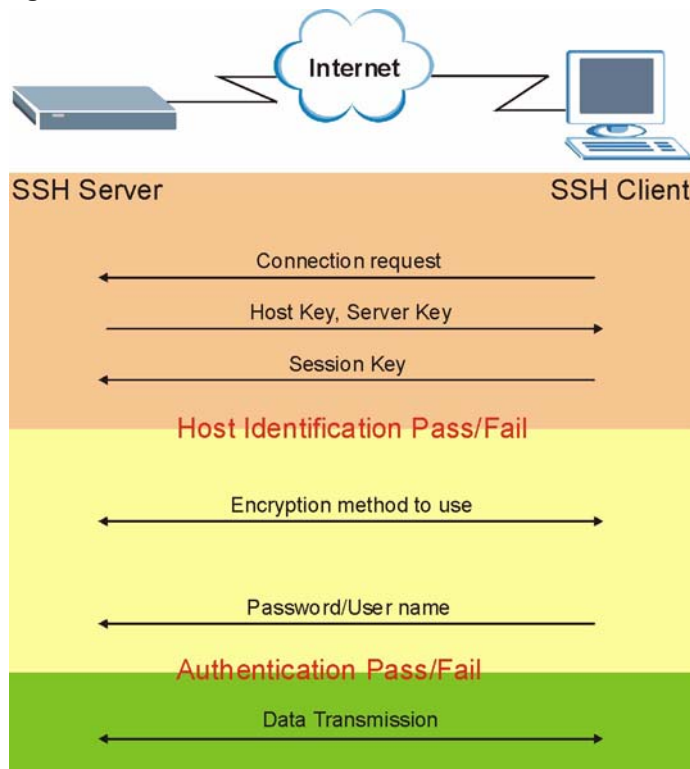 Internet
SSH Server
SSH Client
Connection request
Host Key, Server Key
Session Key
Host Identification Pass/Fail
Encryption method to use
Password/User name
Authentication Pass/Fail
Data Transmission